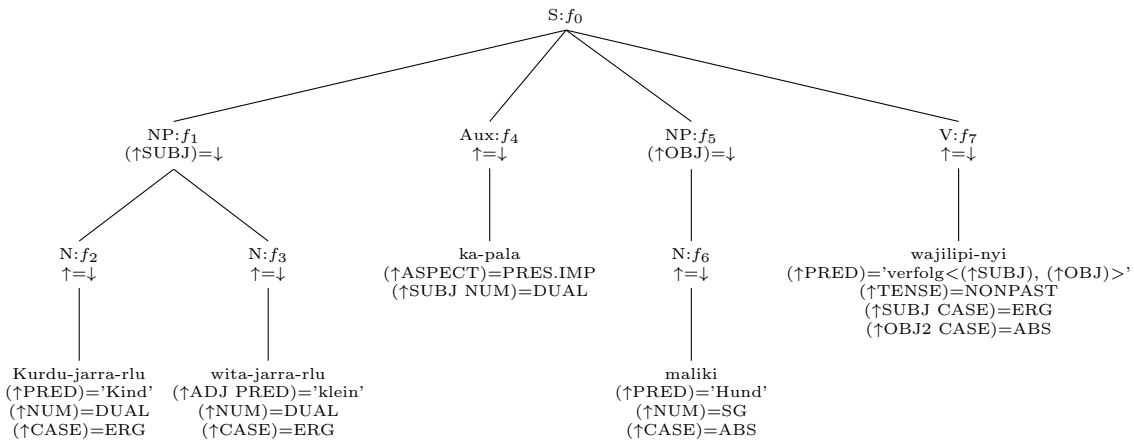 S:f₀
NP:f₁ Aux:f₄ NP:f₅ V:f₇
(↑SUBJ)=↓ ↑=↓ (↑OBJ)=↓ ↑=↓
N:f₂ N:f₃ ka-pala N:f₆ wajilipi-nyi
↑=↓ ↑=↓ (↑ASPECT)=PRES.IMP ↑=↓ (↑PRED)='verfolg<(↑SUBJ), (↑OBJ)>'
(↑SUBJ NUM)=DUAL (↑TENSE)=NONPAST
(↑SUBJ CASE)=ERG
(↑OBJ2 CASE)=ABS
Kurdu-jarra-rlu wita-jarra-rlu maliki
(↑PRED)='Kind' (↑ADJ PRED)='klein' (↑PRED)='Hund'
(↑NUM)=DUAL (↑NUM)=DUAL (↑NUM)=SG
(↑CASE)=ERG (↑CASE)=ERG (↑CASE)=ABS